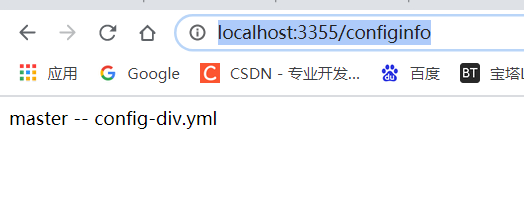 localhost:3355/configinfo
应用 Google CSDN - 专业开发... 百度 BT 宝塔L
master -- config-div.yml